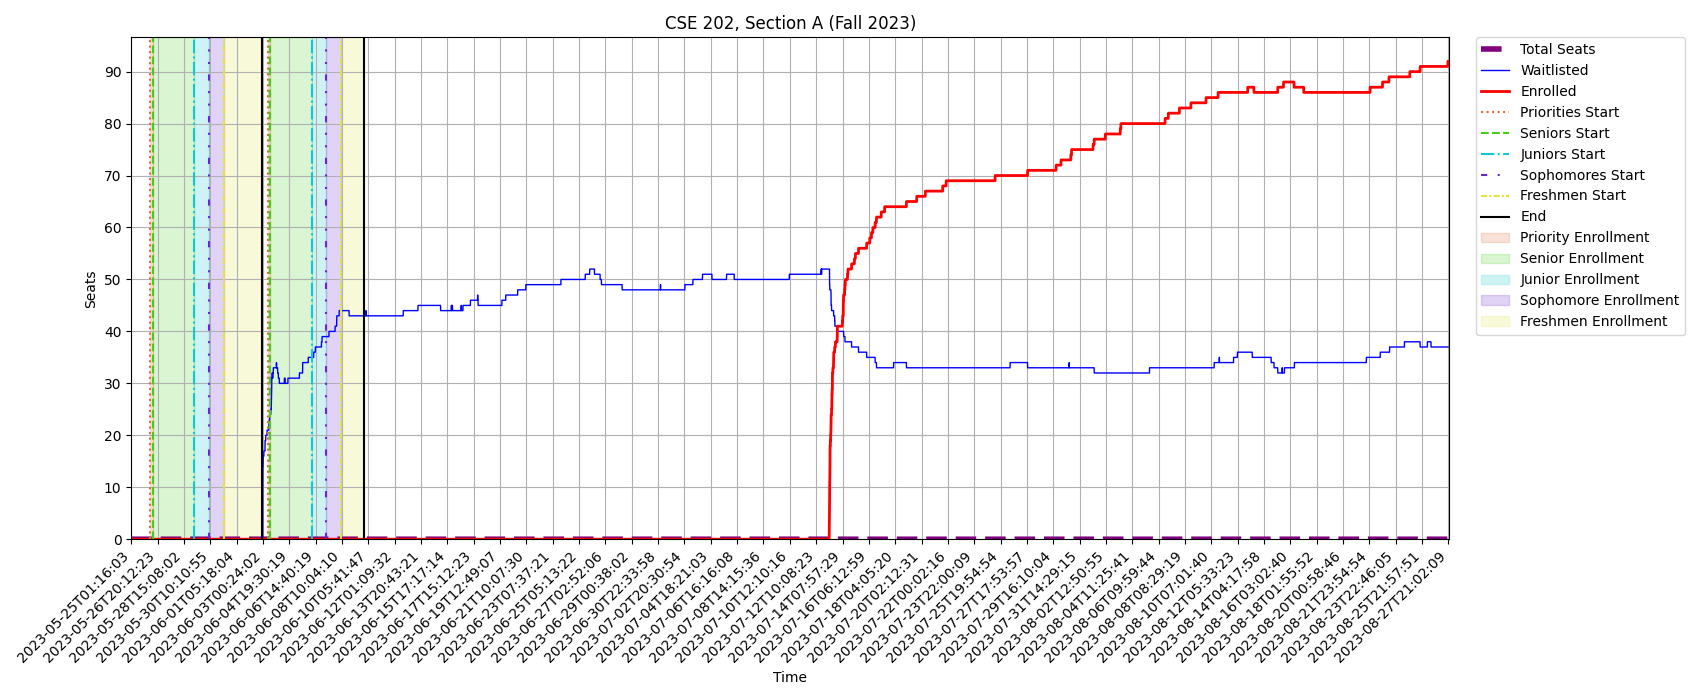 CSE 202, Section A (Fall 2023)
Seats
90
80
70
60
50
40
30
20
10
0
2023-05-25T01:16:03
2023-05-26T20:12:23
2023-05-28T15:08:02
2023-05-30T10:10:55
2023-06-01T05:18:04
2023-06-03T00:24:02
2023-06-04T19:30:19
2023-06-06T14:40:19
2023-06-08T10:04:10
2023-06-10T05:41:47
2023-06-12T01:09:32
2023-06-13T20:43:21
2023-06-15T17:17:14
2023-06-17T15:12:23
2023-06-19T12:49:07
2023-06-21T10:07:30
2023-06-23T07:37:21
2023-06-25T05:13:22
2023-06-27T02:52:06
2023-06-29T00:38:02
2023-06-30T22:33:58
2023-07-02T20:30:54
2023-07-04T18:21:03
2023-07-06T16:16:08
2023-07-08T14:15:36
2023-07-10T12:10:16
2023-07-12T10:08:23
2023-07-14T07:57:29
2023-07-16T06:12:59
2023-07-18T04:05:20
2023-07-20T02:12:31
2023-07-22T00:02:16
2023-07-23T22:00:09
2023-07-25T19:54:54
2023-07-27T17:53:57
2023-07-29T16:10:04
2023-07-31T14:29:15
2023-08-02T12:50:55
2023-08-04T11:25:41
2023-08-06T09:59:44
2023-08-08T08:29:19
2023-08-10T07:01:40
2023-08-12T05:33:23
2023-08-14T04:17:58
2023-08-16T03:02:40
2023-08-18T01:55:52
2023-08-20T00:58:46
2023-08-21T23:54:54
2023-08-23T22:46:05
2023-08-25T21:57:51
2023-08-27T21:02:09
Time
Total Seats
Waitlisted
Enrolled
Priorities Start
Seniors Start
Juniors Start
Sophomores Start
Freshmen Start
End
Priority Enrollment
Senior Enrollment
Junior Enrollment
Sophomore Enrollment
Freshmen Enrollment